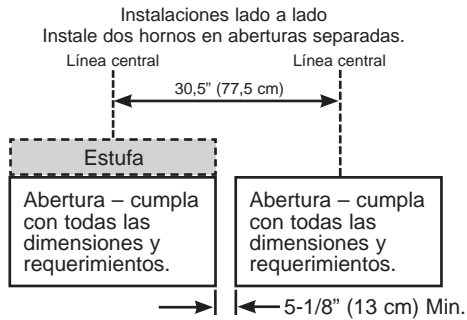 Instalaciones lado a lado
Instale dos hornos en aberturas separadas.
Línea central
Línea central
30,5” (77,5 cm)
Estufa
Abertura – cumpla
con todas las
dimensiones y
requerimientos.
Abertura – cumpla
con todas las
dimensiones y
requerimientos.
5-1/8” (13 cm) Min.